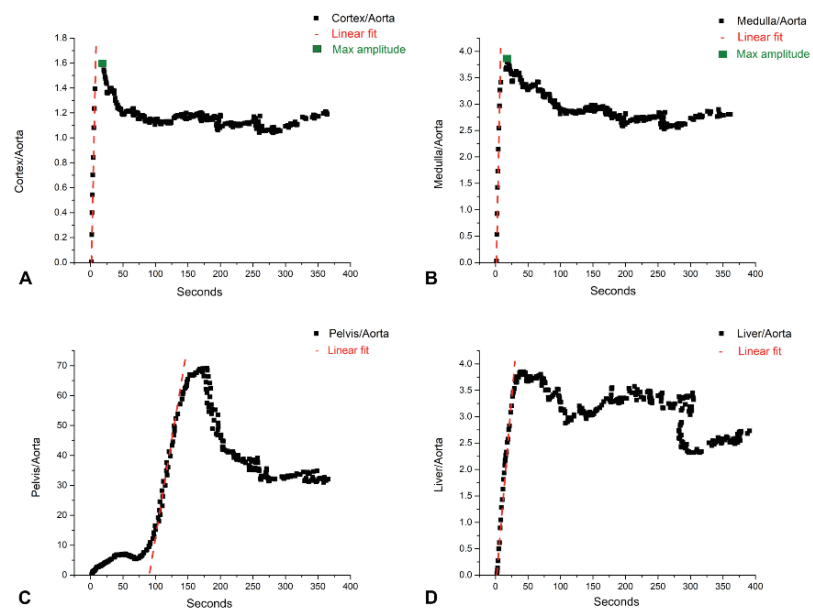 Cortex/Aorta
Linear fit
Max amplitude
1.8
1.6
1.4
1.2
1.0
0.8
0.6
0.4
0.2
0.0
Cortex/Aorta
0 50 100 150 200 250 300 350 400
Seconds
A
Medulla/Aorta
Linear fit
Max amplitude
4.0
3.5
3.0
2.5
2.0
1.5
1.0
0.5
0.0
Medulla/Aorta
0 50 100 150 200 250 300 350 400
Seconds
B
Pelvis/Aorta
Linear fit
70
60
50
40
30
20
10
0
Pelvis/Aorta
0 50 100 150 200 250 300 350 400
Seconds
C
Liver/Aorta
Linear fit
4.0
3.5
3.0
2.5
2.0
1.5
1.0
0.5
0.0
Liver/Aorta
0 50 100 150 200 250 300 350 400
Seconds
D